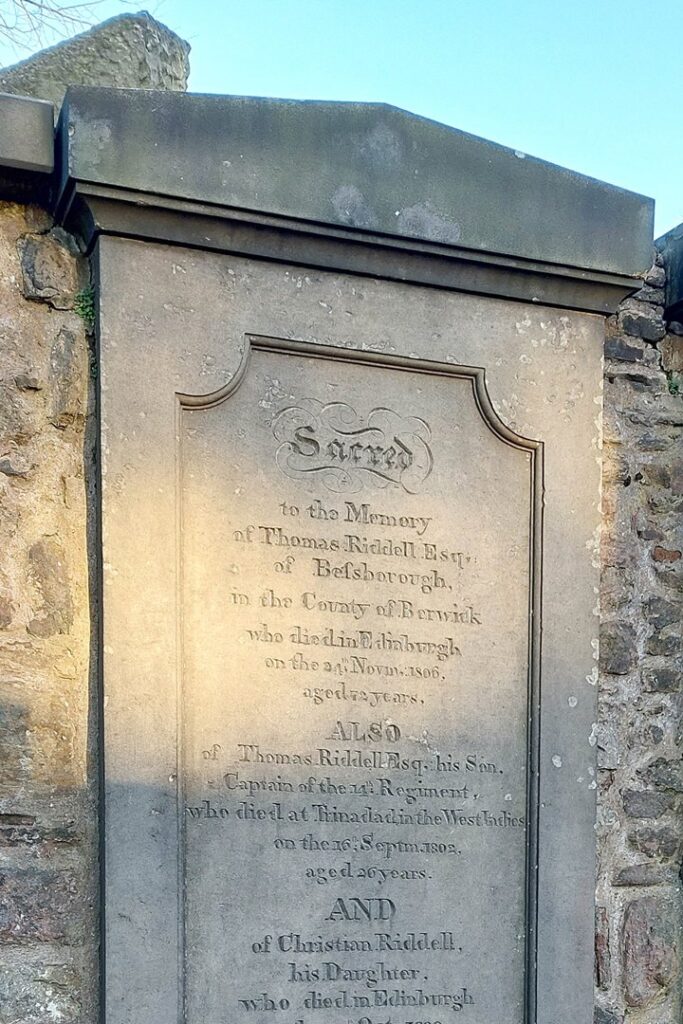 Sacred
to the Memory
of Thomas Riddell Esq.
of Beſsborough,
in the County of Berwick
who died in Edinburgh
on the 24th Novm. 1806,
aged 72 years,
ALSO
of Thomas Riddell Esq. his Son,
Captain of the 14th Regiment,
who died at Trinadad, in the West Indies
on the 16th Septm. 1802,
aged 26 years.
AND
of Christian Riddell,
his Daughter,
who died in Edinburgh